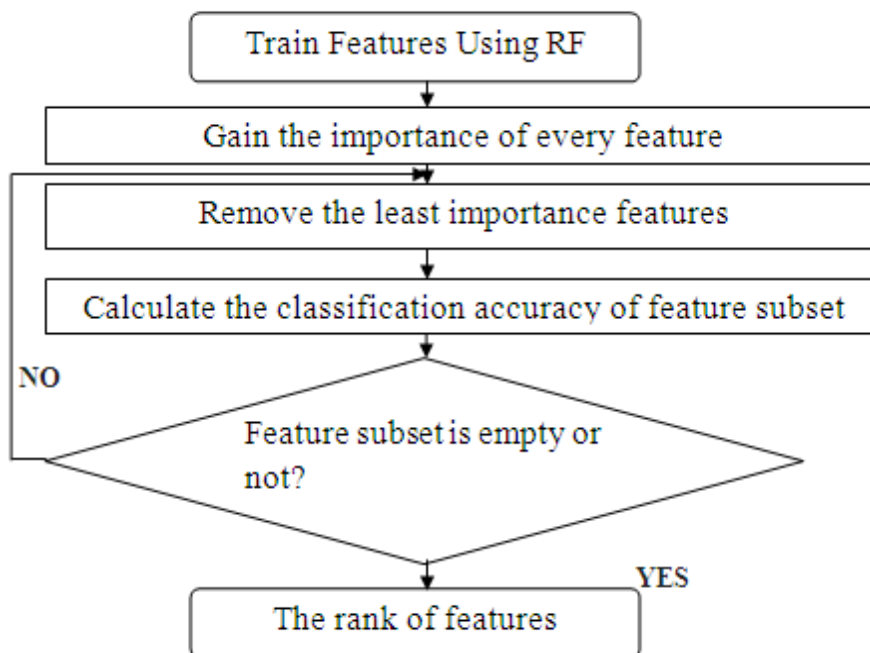 Train Features Using RF
Gain the importance of every feature
Remove the least importance features
Calculate the classification accuracy of feature subset
NO
Feature subset is empty or
not?
YES
The rank of features